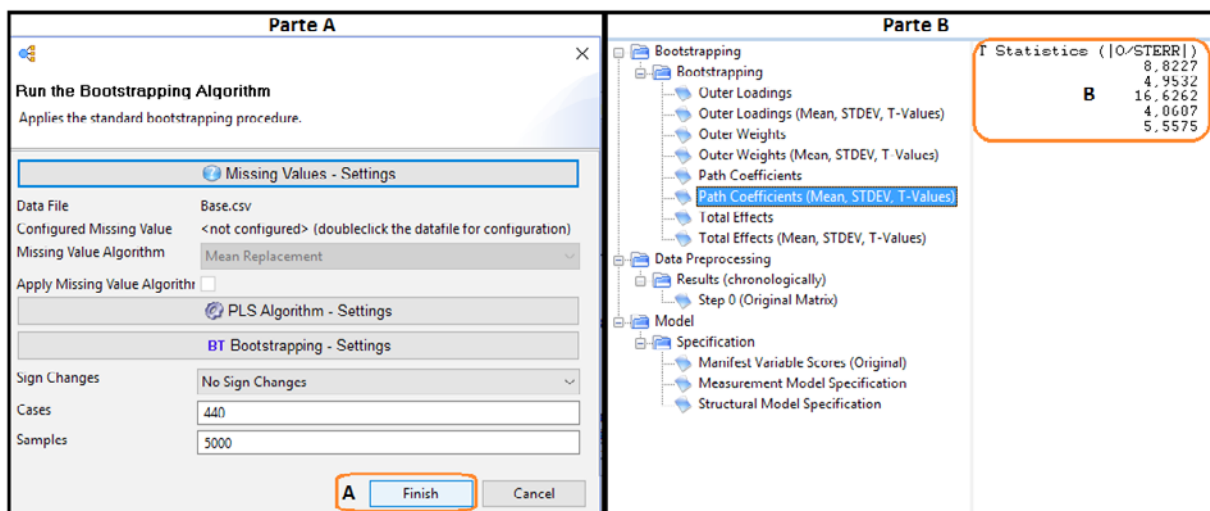 Parte A
Run the Bootstrapping Algorithm
Applies the standard bootstrapping procedure.
Missing Values - Settings
Data File Base.csv
Configured Missing Value <not configured> (doubleclick the datafile for configuration)
Missing Value Algorithm Mean Replacement
Apply Missing Value Algorithr
PLS Algorithm - Settings
BT Bootstrapping - Settings
Sign Changes No Sign Changes
Cases 440
Samples 5000
A Finish Cancel
Parte B
Bootstrapping
Bootstrapping
Outer Loadings
Outer Loadings (Mean, STDEV, T-Values)
Outer Weights
Outer Weights (Mean, STDEV, T-Values)
Path Coefficients
Path Coefficients (Mean, STDEV, T-Values)
Total Effects
Total Effects (Mean, STDEV, T-Values)
Data Preprocessing
Results (chronologically)
Step 0 (Original Matrix)
Model
Specification
Manifest Variable Scores (Original)
Measurement Model Specification
Structural Model Specification
T Statistics (|O/STERR|)
8,8227
4,9532
B 16,6262
4,0607
5,5575